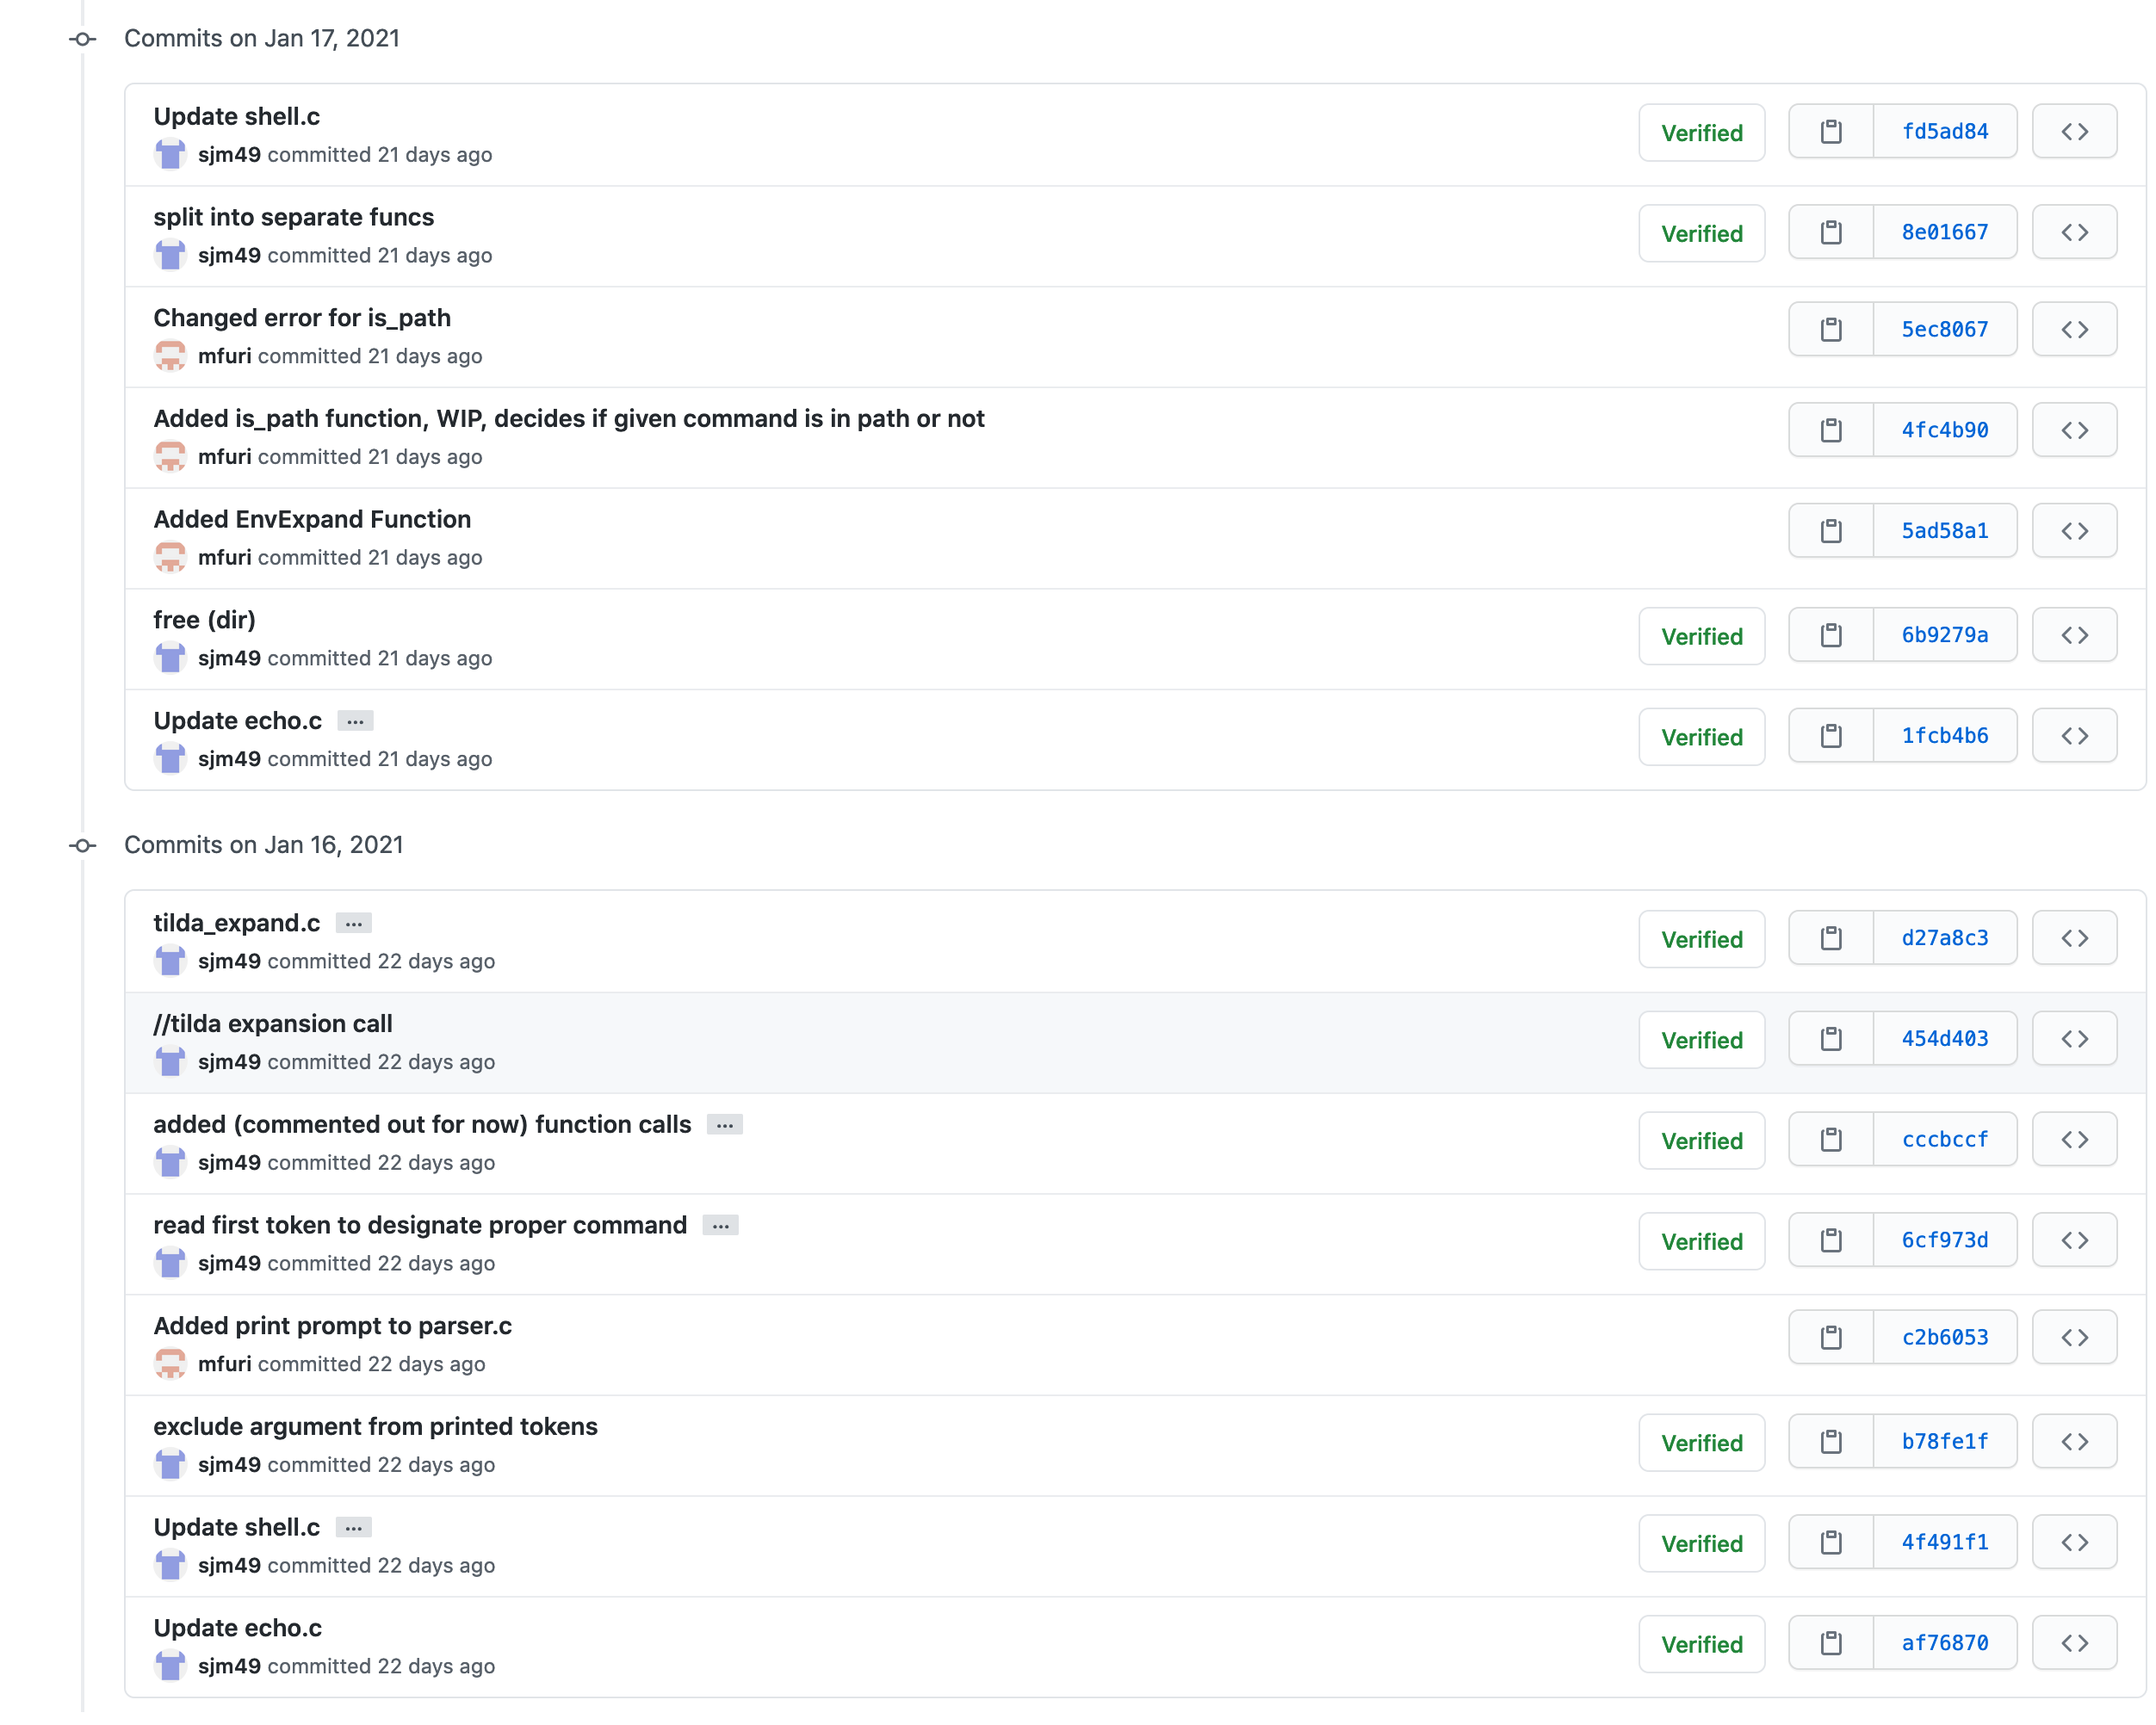 Commits on Jan 17, 2021
Update shell.c
sjm49 committed 21 days ago
Verified
fd5ad84
split into separate funcs
sjm49 committed 21 days ago
Verified
8e01667
Changed error for is_path
mfuri committed 21 days ago
5ec8067
Added is_path function, WIP, decides if given command is in path or not
mfuri committed 21 days ago
4fc4b90
Added EnvExpand Function
mfuri committed 21 days ago
5ad58a1
free (dir)
sjm49 committed 21 days ago
Verified
6b9279a
Update echo.c ...
sjm49 committed 21 days ago
Verified
1fcb4b6
Commits on Jan 16, 2021
tilda_expand.c ...
sjm49 committed 22 days ago
Verified
d27a8c3
//tilda expansion call
sjm49 committed 22 days ago
Verified
454d403
added (commented out for now) function calls ...
sjm49 committed 22 days ago
Verified
cccbccf
read first token to designate proper command ...
sjm49 committed 22 days ago
Verified
6cf973d
Added print prompt to parser.c
mfuri committed 22 days ago
c2b6053
exclude argument from printed tokens
sjm49 committed 22 days ago
Verified
b78fe1f
Update shell.c ...
sjm49 committed 22 days ago
Verified
4f491f1
Update echo.c
sjm49 committed 22 days ago
Verified
af76870